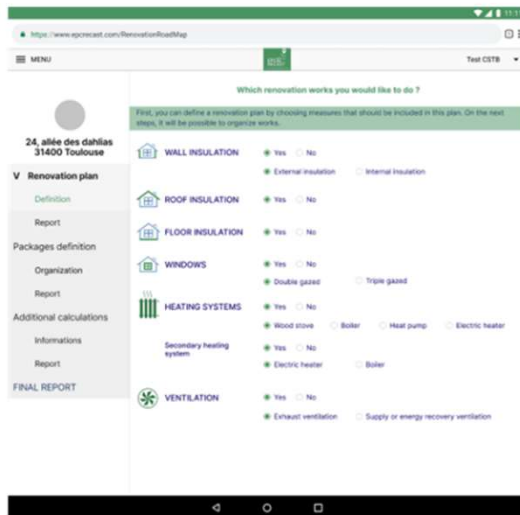 11:11
https://www.epcrecast.com/RenovationRoadMap
MENU
Test CSTB
24, allée des dahlias
31400 Toulouse
V Renovation plan
Definition
Report
Packages definition
Organization
Report
Additional calculations
Informations
Report
FINAL REPORT
Which renovation works you would like to do ?
First, you can define a renovation plan by choosing measures that should be included in this plan. On the next
steps, it will be possible to organize works.
WALL INSULATION Yes No
External insulation Internal insulation
ROOF INSULATION Yes No
FLOOR INSULATION Yes No
WINDOWS Yes No
Double gazed Triple gazed
HEATING SYSTEMS Yes No
Wood stove Boiler Heat pump Electric heater
Secondary heating
system Yes No
Electric heater Boiler
VENTILATION Yes No
Exhaust ventilation Supply or energy recovery ventilation